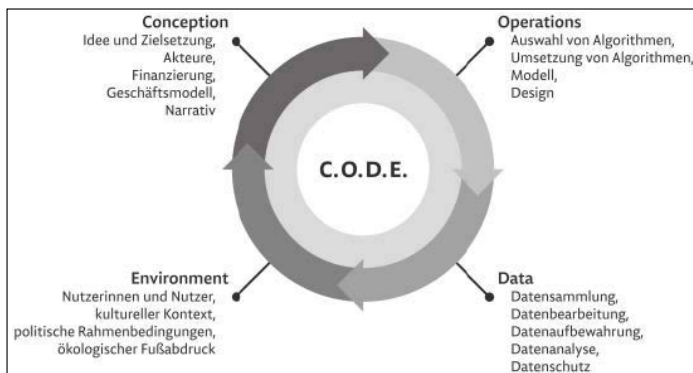 Conception
Idee und Zielsetzung,
Akteure,
Finanzierung,
Geschäftsmodell,
Narrativ
Operations
Auswahl von Algorithmen,
Umsetzung von Algorithmen,
Modell,
Design
C.O.D.E.
Environment
Nutzerinnen und Nutzer,
kultureller Kontext,
politische Rahmenbedingungen,
ökologischer Fußabdruck
Data
Datensammlung,
Datenbearbeitung,
Datenaufbewahrung,
Datenanalyse,
Datenschutz